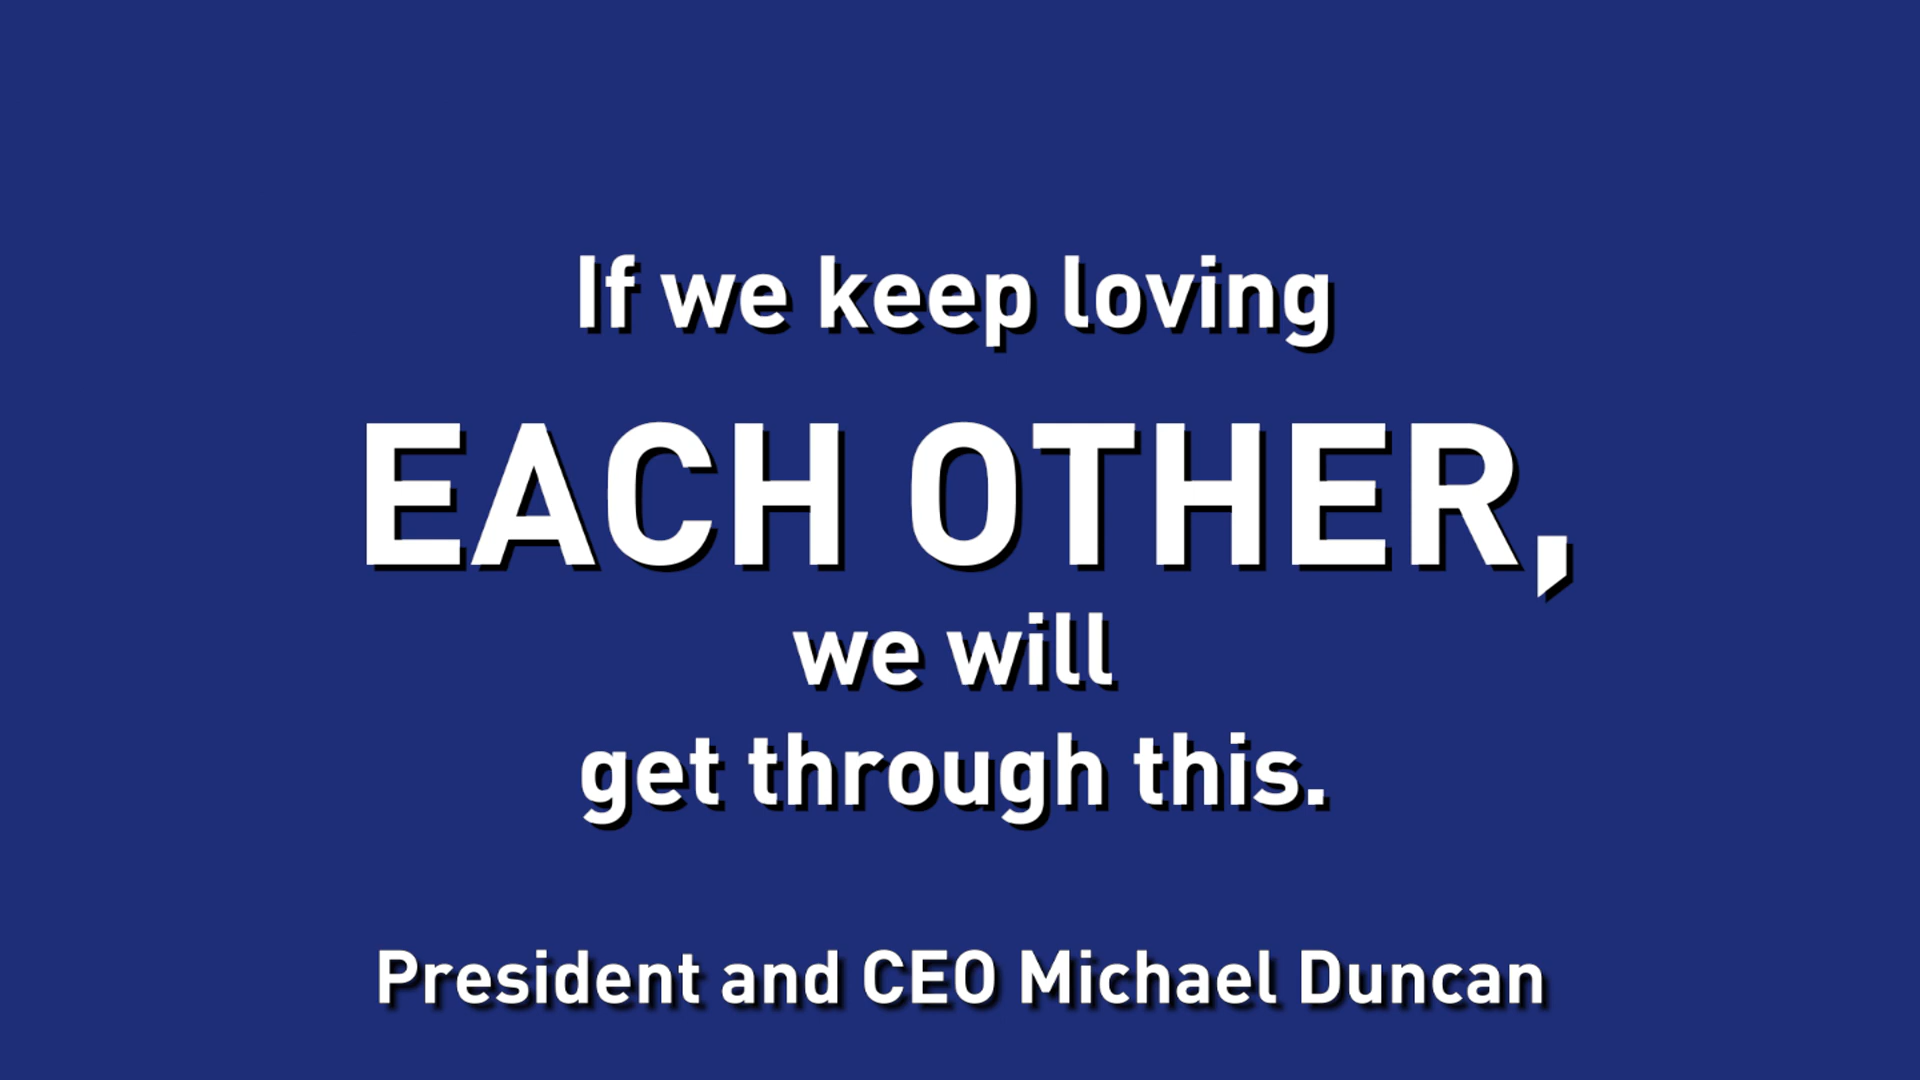 If we keep loving
EACH OTHER,
we will
get through this.
President and CEO Michael Duncan